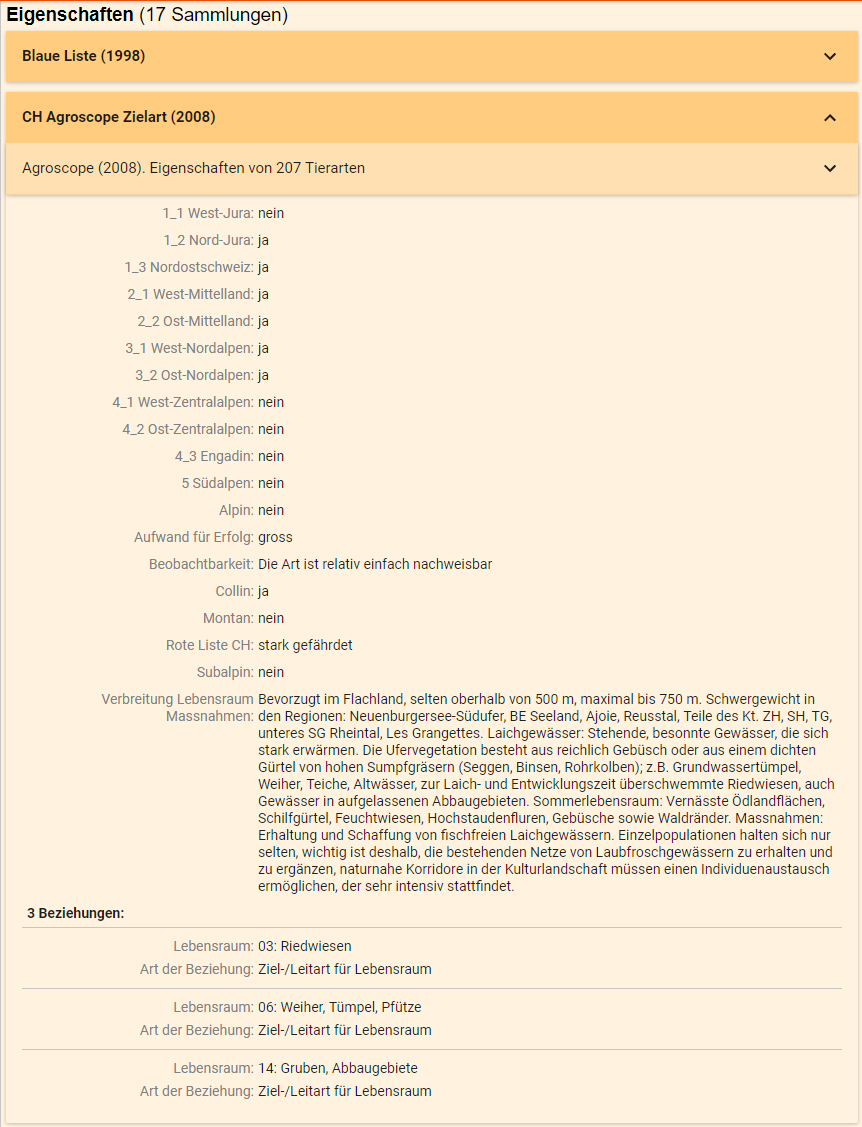 Eigenschaften (17 Sammlungen)
Blaue Liste (1998)
CH Agroscope Zielart (2008)
Agroscope (2008). Eigenschaften von 207 Tierarten
1_1 West-Jura: nein
1_2 Nord-Jura: ja
1_3 Nordostschweiz: ja
2_1 West-Mittelland: ja
2_2 Ost-Mittelland: ja
3_1 West-Nordalpen: ja
3_2 Ost-Nordalpen: ja
4_1 West-Zentralalpen: nein
4_2 Ost-Zentralalpen: nein
4_3 Engadin: nein
5 Südalpen: nein
Alpin: nein
Aufwand für Erfolg: gross
Beobachtbarkeit: Die Art ist relativ einfach nachweisbar
Collin: ja
Montan: nein
Rote Liste CH: stark gefährdet
Subalpin: nein
Verbreitung Lebensraum Bevorzugt im Flachland, selten oberhalb von 500 m, maximal bis 750 m. Schwergewicht in
Massnahmen: den Regionen: Neuenburgersee-Südufer, BE Seeland, Ajoie, Reusstal, Teile des Kt. ZH, SH, TG,
unteres SG Rheintal, Les Grangettes. Laichgewässer: Stehende, besonnte Gewässer, die sich
stark erwärmen. Die Ufervegetation besteht aus reichlich Gebüsch oder aus einem dichten
Gürtel von hohen Sumpfgräsern (Seggen, Binsen, Rohrkolben); z.B. Grundwassertümpel,
Weiher, Teiche, Altwässer, zur Laich- und Entwicklungszeit überschwemmte Riedwiesen, auch
Gewässer in aufgelassenen Abbaugebieten. Sommerlebensraum: Vernässte Ödlandflächen,
Schilfgürtel, Feuchtwiesen, Hochstaudenfluren, Gebüsche sowie Waldränder. Massnahmen:
Erhaltung und Schaffung von fischfreien Laichgewässern. Einzelpopulationen halten sich nur
selten, wichtig ist deshalb, die bestehenden Netze von Laubfroschgewässern zu erhalten und
zu ergänzen, naturnahe Korridore in der Kulturlandschaft müssen einen Individuenaustausch
ermöglichen, der sehr intensiv stattfindet.
3 Beziehungen:
Lebensraum: 03: Riedwiesen
Art der Beziehung: Ziel-/Leitart für Lebensraum
Lebensraum: 06: Weiher, Tümpel, Pfütze
Art der Beziehung: Ziel-/Leitart für Lebensraum
Lebensraum: 14: Gruben, Abbaugebiete
Art der Beziehung: Ziel-/Leitart für Lebensraum